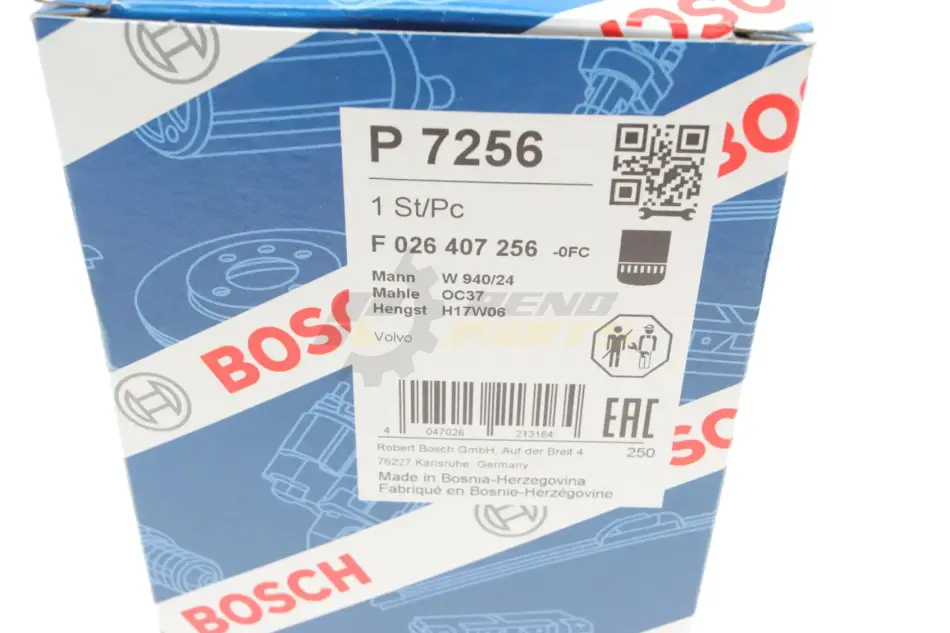 BOSCH
P 7256
1 St/Pc
F 026 407 256 -0FC
Mann W 940/24
Mahle OC37
Hengst H17W06
Volvo
4 047026 213164
EAC
250
Robert Bosch GmbH, Auf der Breit 4
76227 Karlsruhe, Germany
Made in Bosnia-Herzegovina
Fabriqué en Bosnie-Herzégovine
BOSCH
BOSCH
BO